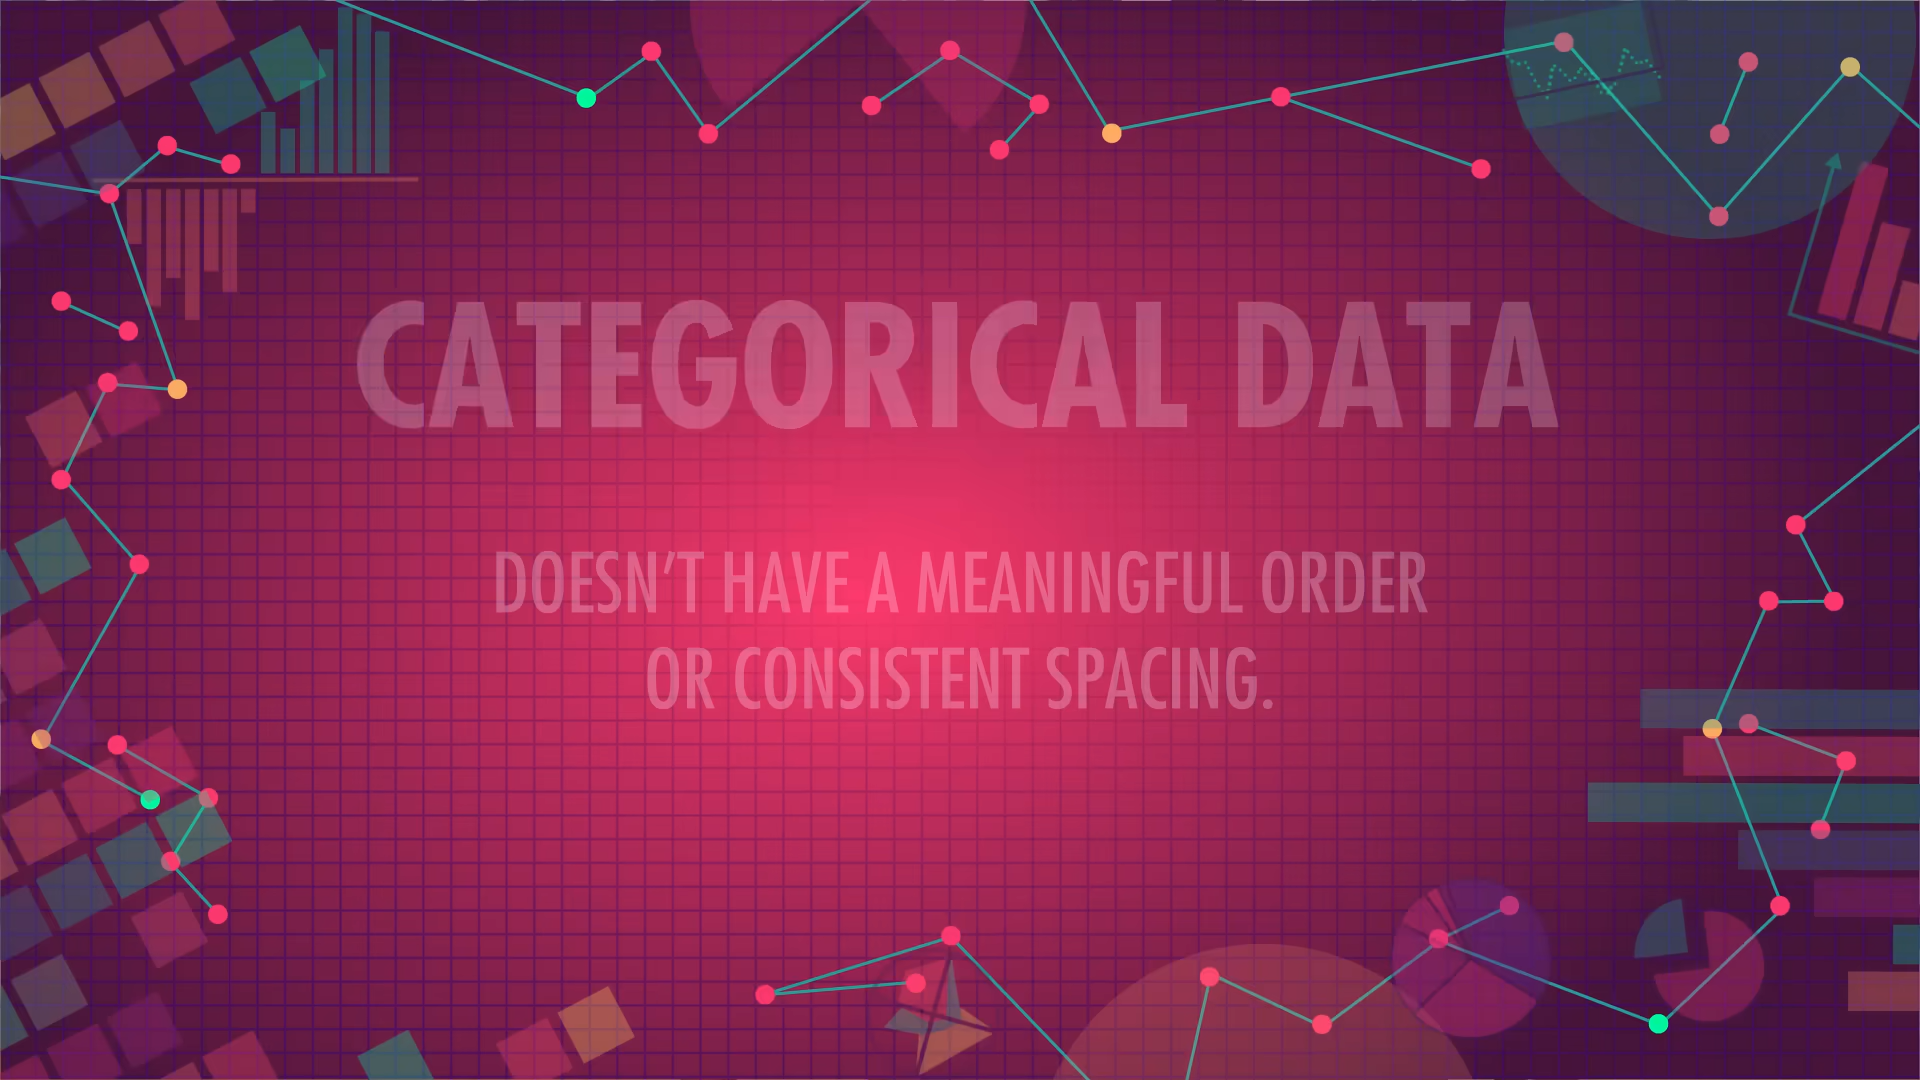 CATEGORICAL DATA
DOESN'T HAVE A MEANINGFUL ORDER
OR CONSISTENT SPACING.